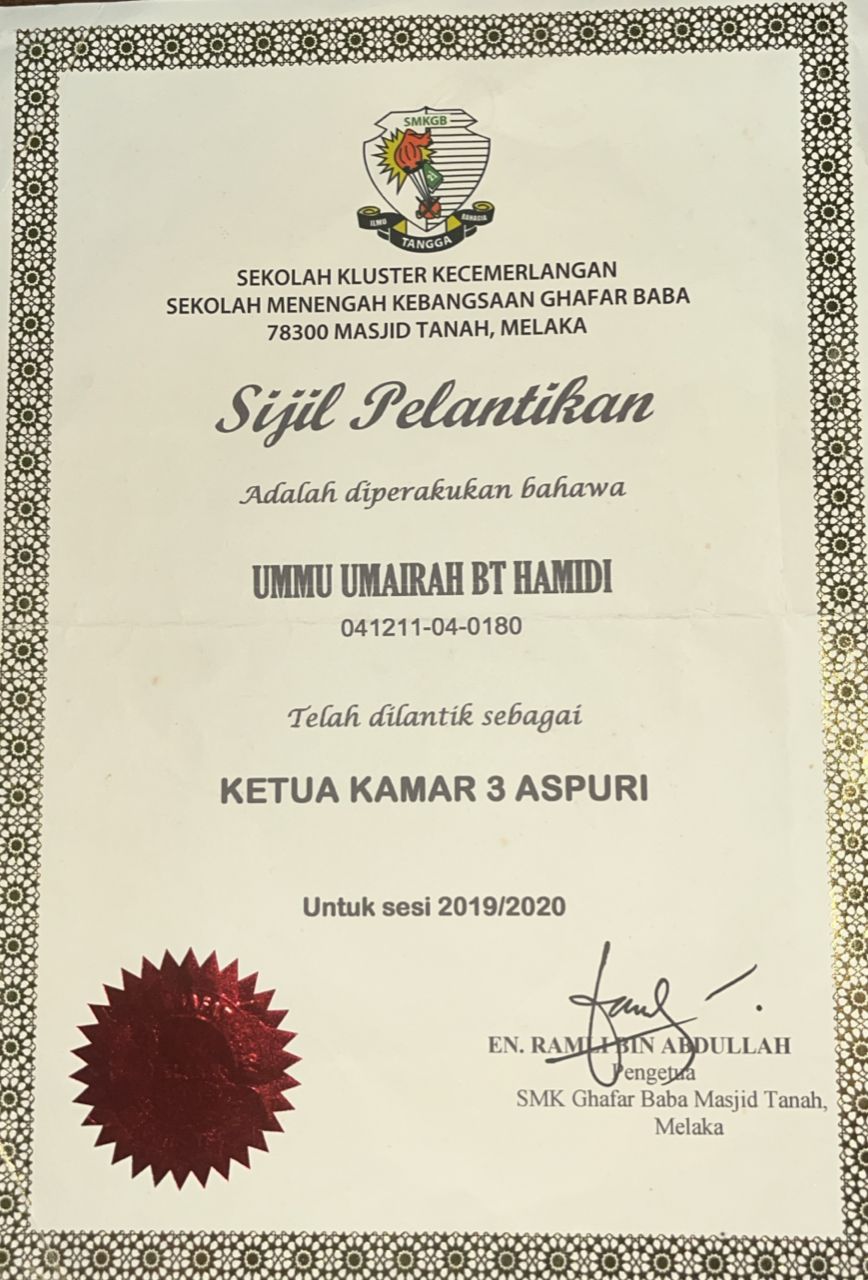 SMKGB
ILMU TANGGA BAHAGIA
SEKOLAH KLUSTER KECEMERLANGAN
SEKOLAH MENENGAH KEBANGSAAN GHAFAR BABA
78300 MASJID TANAH, MELAKA
Sijil Pelantikan
Adalah diperakukan bahawa
UMMU UMAIRAH BT HAMIDI
041211-04-0180
Telah dilantik sebagai
KETUA KAMAR 3 ASPURI
Untuk sesi 2019/2020
EN. RAMLI BIN ABDULLAH
Pengetua
SMK Ghafar Baba Masjid Tanah,
Melaka